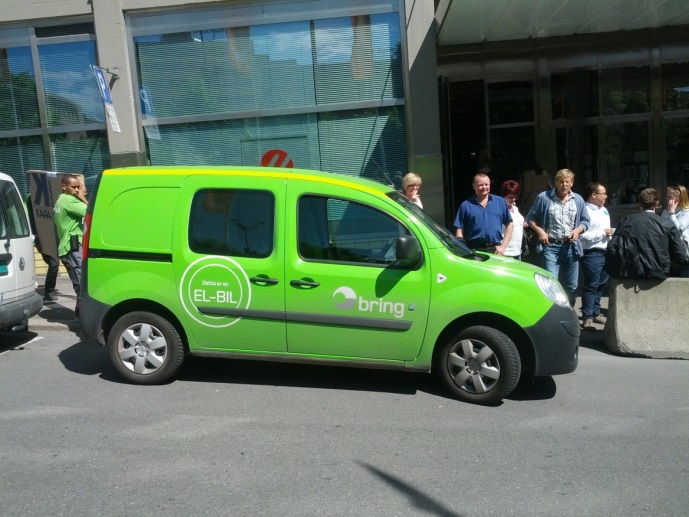 Dette er en
EL-BIL
bring